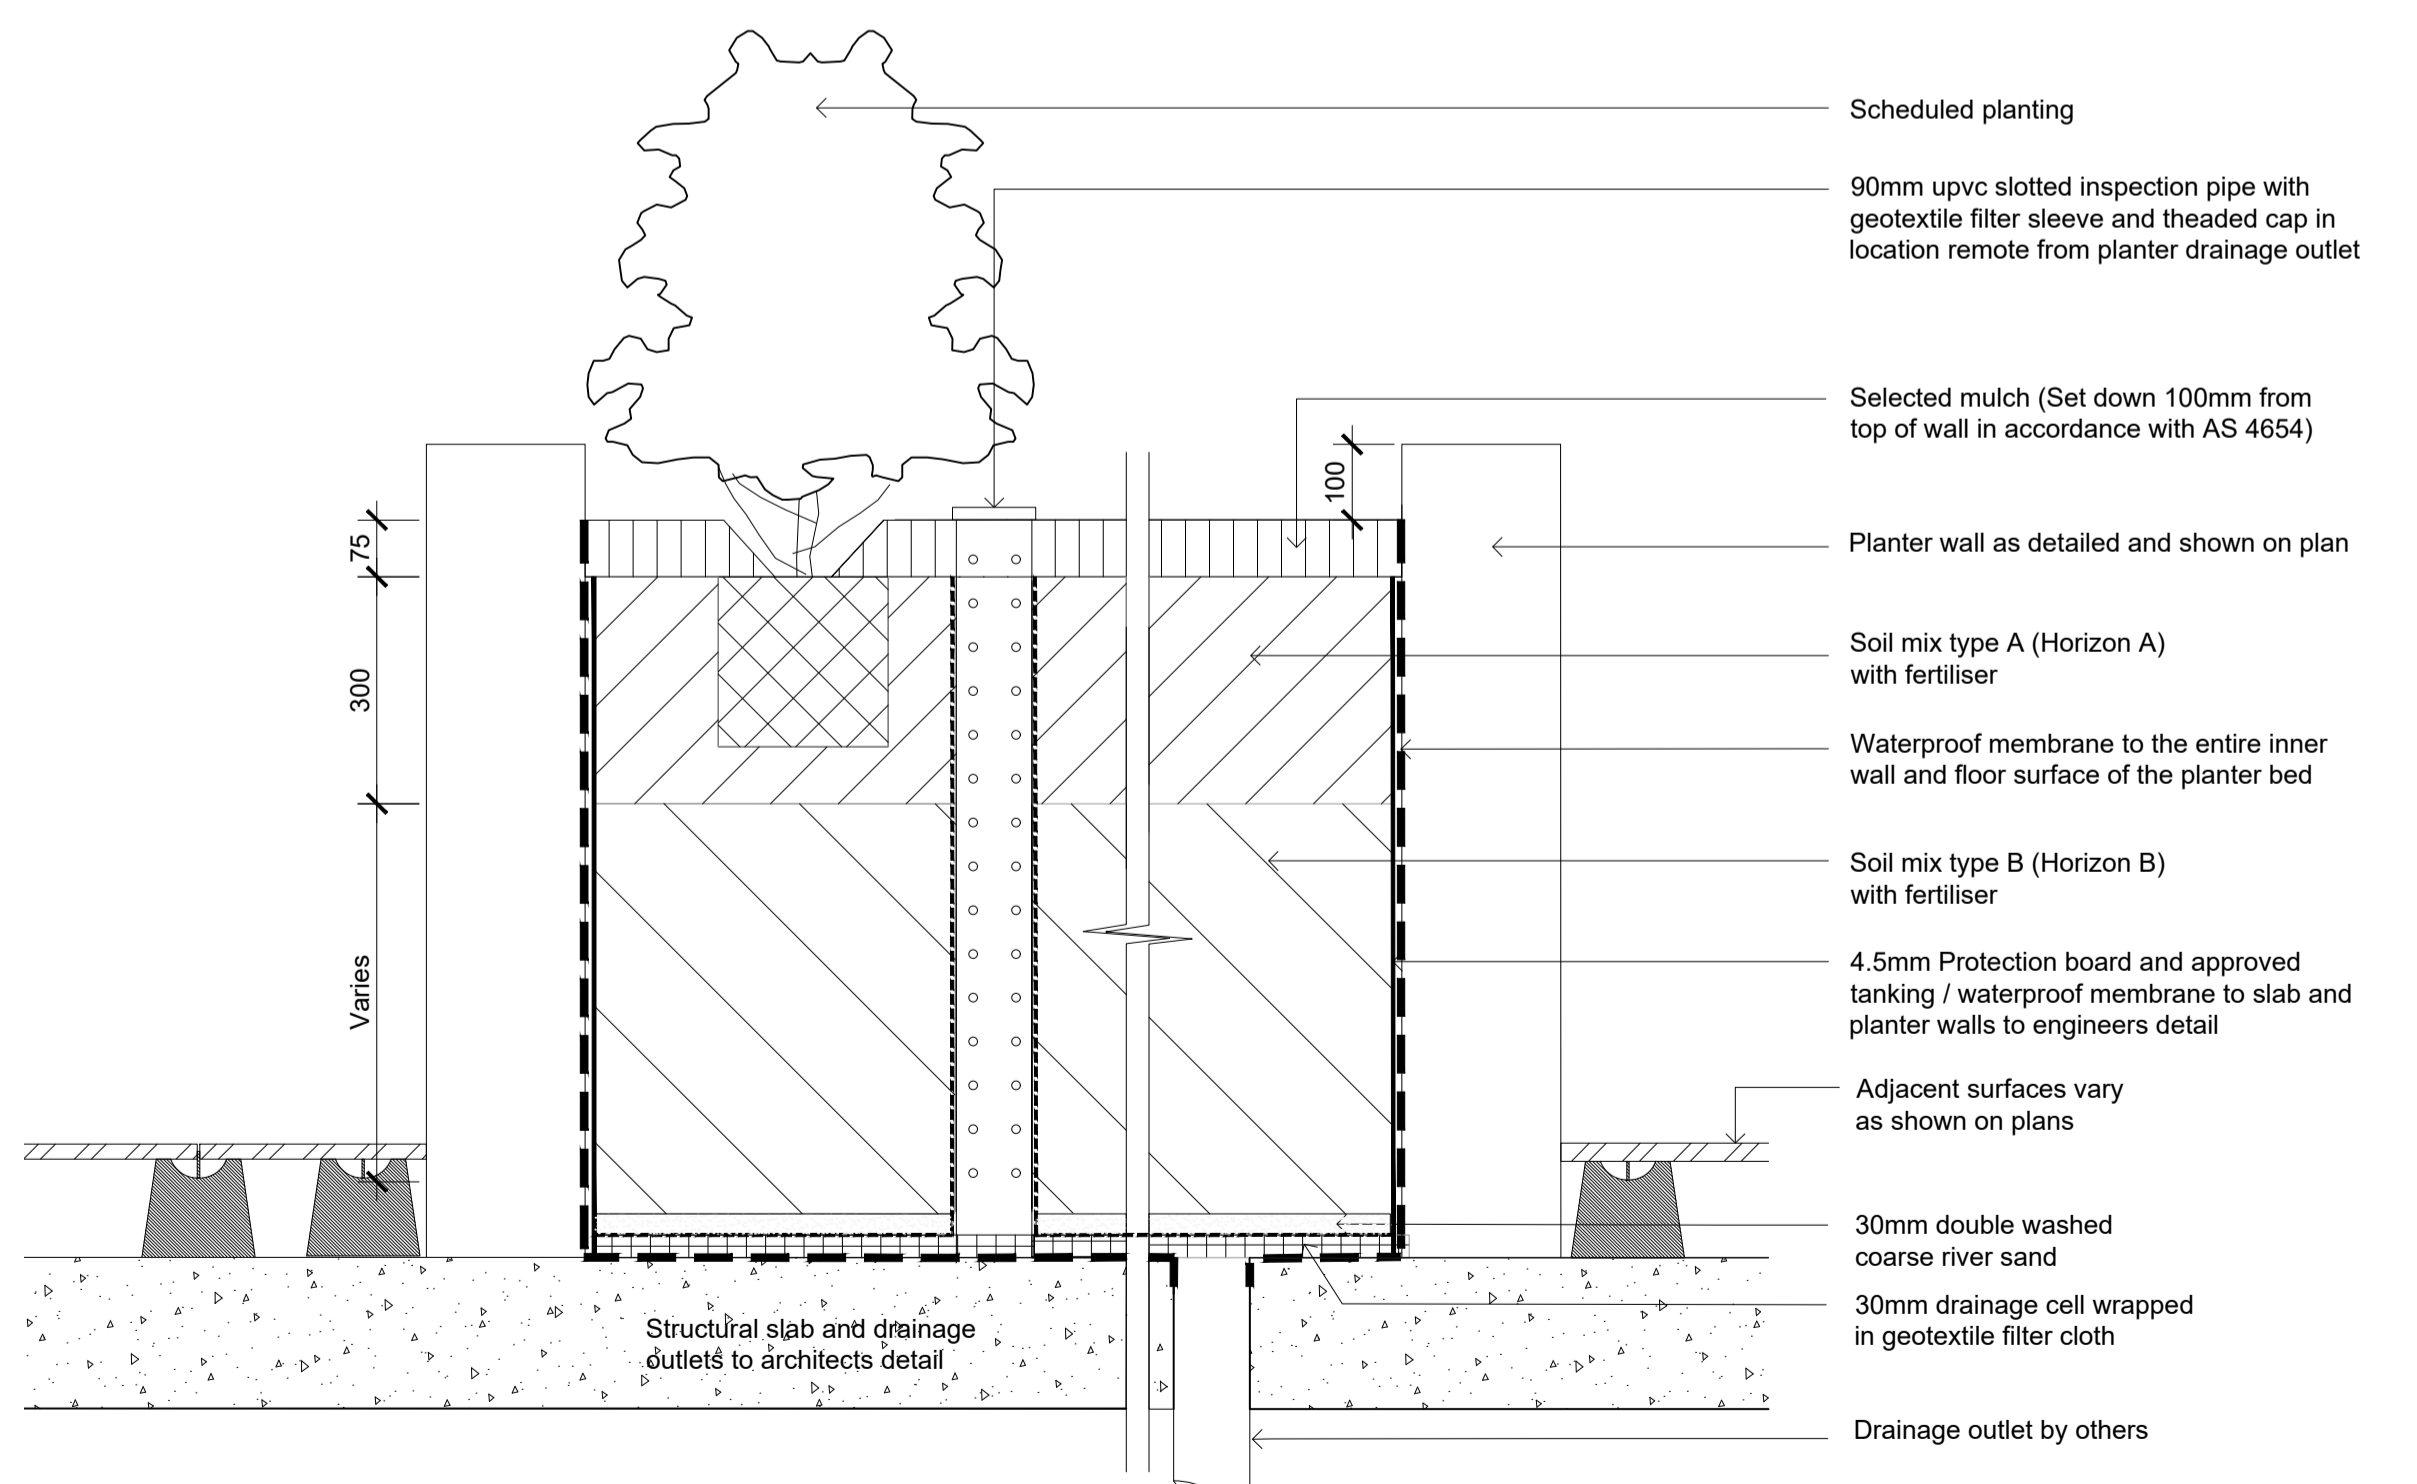 Scheduled planting
90mm upvc slotted inspection pipe with
geotextile filter sleeve and theaded cap in
location remote from planter drainage outlet
Selected mulch (Set down 100mm from
top of wall in accordance with AS 4654)
100
75
Planter wall as detailed and shown on plan
300
Soil mix type A (Horizon A)
with fertiliser
Waterproof membrane to the entire inner
wall and floor surface of the planter bed
Soil mix type B (Horizon B)
with fertiliser
Varies
4.5mm Protection board and approved
tanking / waterproof membrane to slab and
planter walls to engineers detail
Adjacent surfaces vary
as shown on plans
30mm double washed
coarse river sand
30mm drainage cell wrapped
in geotextile filter cloth
Structural slab and drainage
outlets to architects detail
Drainage outlet by others